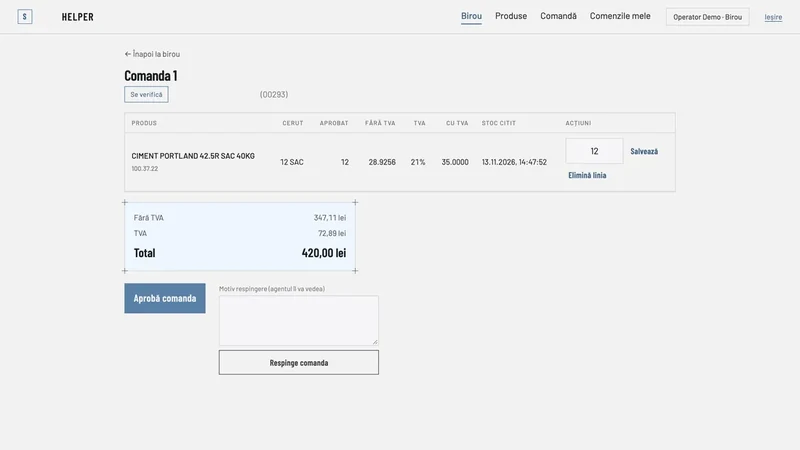 S
HELPER
Birou Produse Comandă Comenzile mele Operator Demo · Birou Ieșire
← Înapoi la birou
Comanda 1
Se verifică (00293)
PRODUS CERUT APROBAT FĂRĂ TVA TVA CU TVA STOC CITIT ACȚIUNI
CIMENT PORTLAND 42.5R SAC 40KG 12 SAC 12 28.9256 21% 35.0000 13.11.2026, 14:47:52 12 Salvează
100.37.22
Elimină linia
Fără TVA 347,11 lei
TVA 72,89 lei
Total 420,00 lei
Aprobă comanda
Motiv respingere (agentul îl va vedea)
Respinge comanda